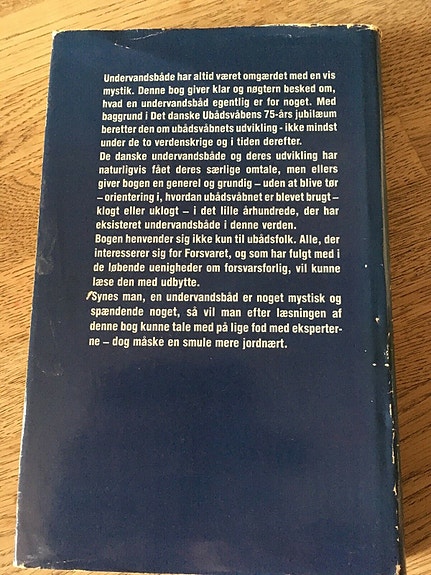 Undervandsbåde har altid været omgærdet med en vis
mystik. Denne bog giver klar og nøgtern besked om,
hvad en undervandsbåd egentlig er for noget. Med
baggrund i Det danske Ubådsvåbens 75-års jubilæum
beretter den om ubådsvåbnets udvikling - ikke mindst
under de to verdenskrige og i tiden derefter.
De danske undervandsbåde og deres udvikling har
naturligvis fået deres særlige omtale, men ellers
giver bogen en generel og grundig – uden at blive tør
– orientering i, hvordan ubådsvåbnet er blevet brugt –
klogt eller uklogt – i det lille århundrede, der har
eksisteret undervandsbåde i denne verden.
Bogen henvender sig ikke kun til ubådsfolk. Alle, der
interesserer sig for Forsvaret, og som har fulgt med i
de løbende uenigheder om forsvarsforlig, vil kunne
læse den med udbytte.
Synes man, en undervandsbåd er noget mystisk og
spændende noget, så vil man efter læsningen af
denne bog kunne tale med på lige fod med eksperter-
ne – dog måske en smule mere jordnært.